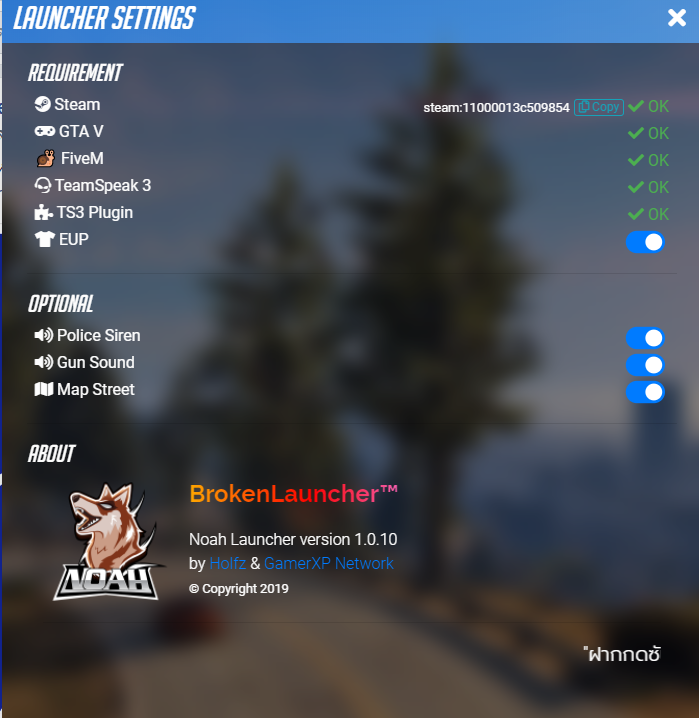 LAUNCHER SETTINGS
REQUIREMENT
Steam steam:11000013c509854 Copy OK
GTA V OK
FiveM OK
TeamSpeak 3 OK
TS3 Plugin OK
EUP
OPTIONAL
Police Siren
Gun Sound
Map Street
ABOUT
BrokenLauncher™
NOAH
Noah Launcher version 1.0.10
by Holfz & GamerXP Network
© Copyright 2019
"ฝากกดซั